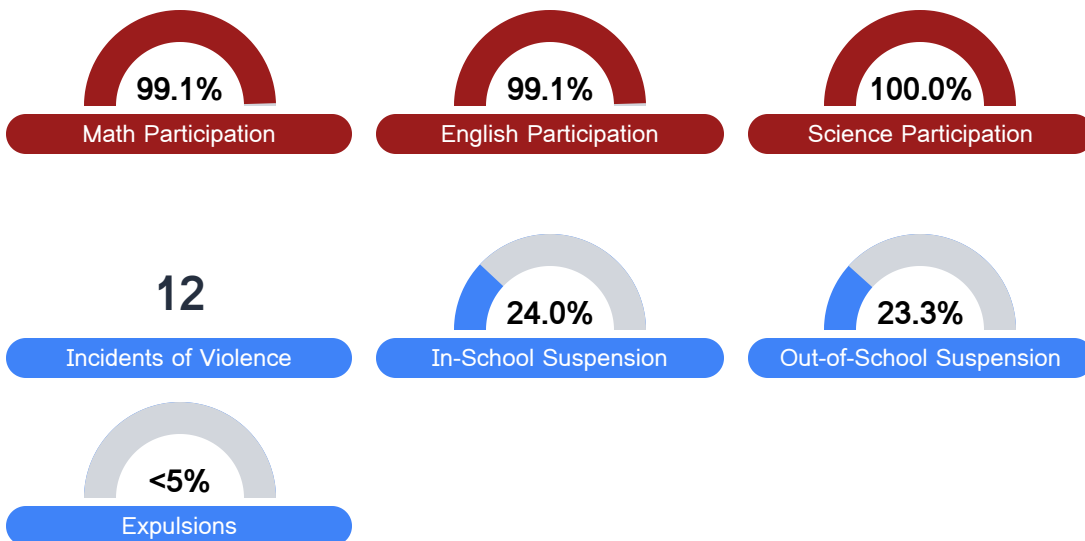 99.1%
Math Participation
99.1%
English Participation
100.0%
Science Participation
12
Incidents of Violence
24.0%
In-School Suspension
23.3%
Out-of-School Suspension
<5%
Expulsions